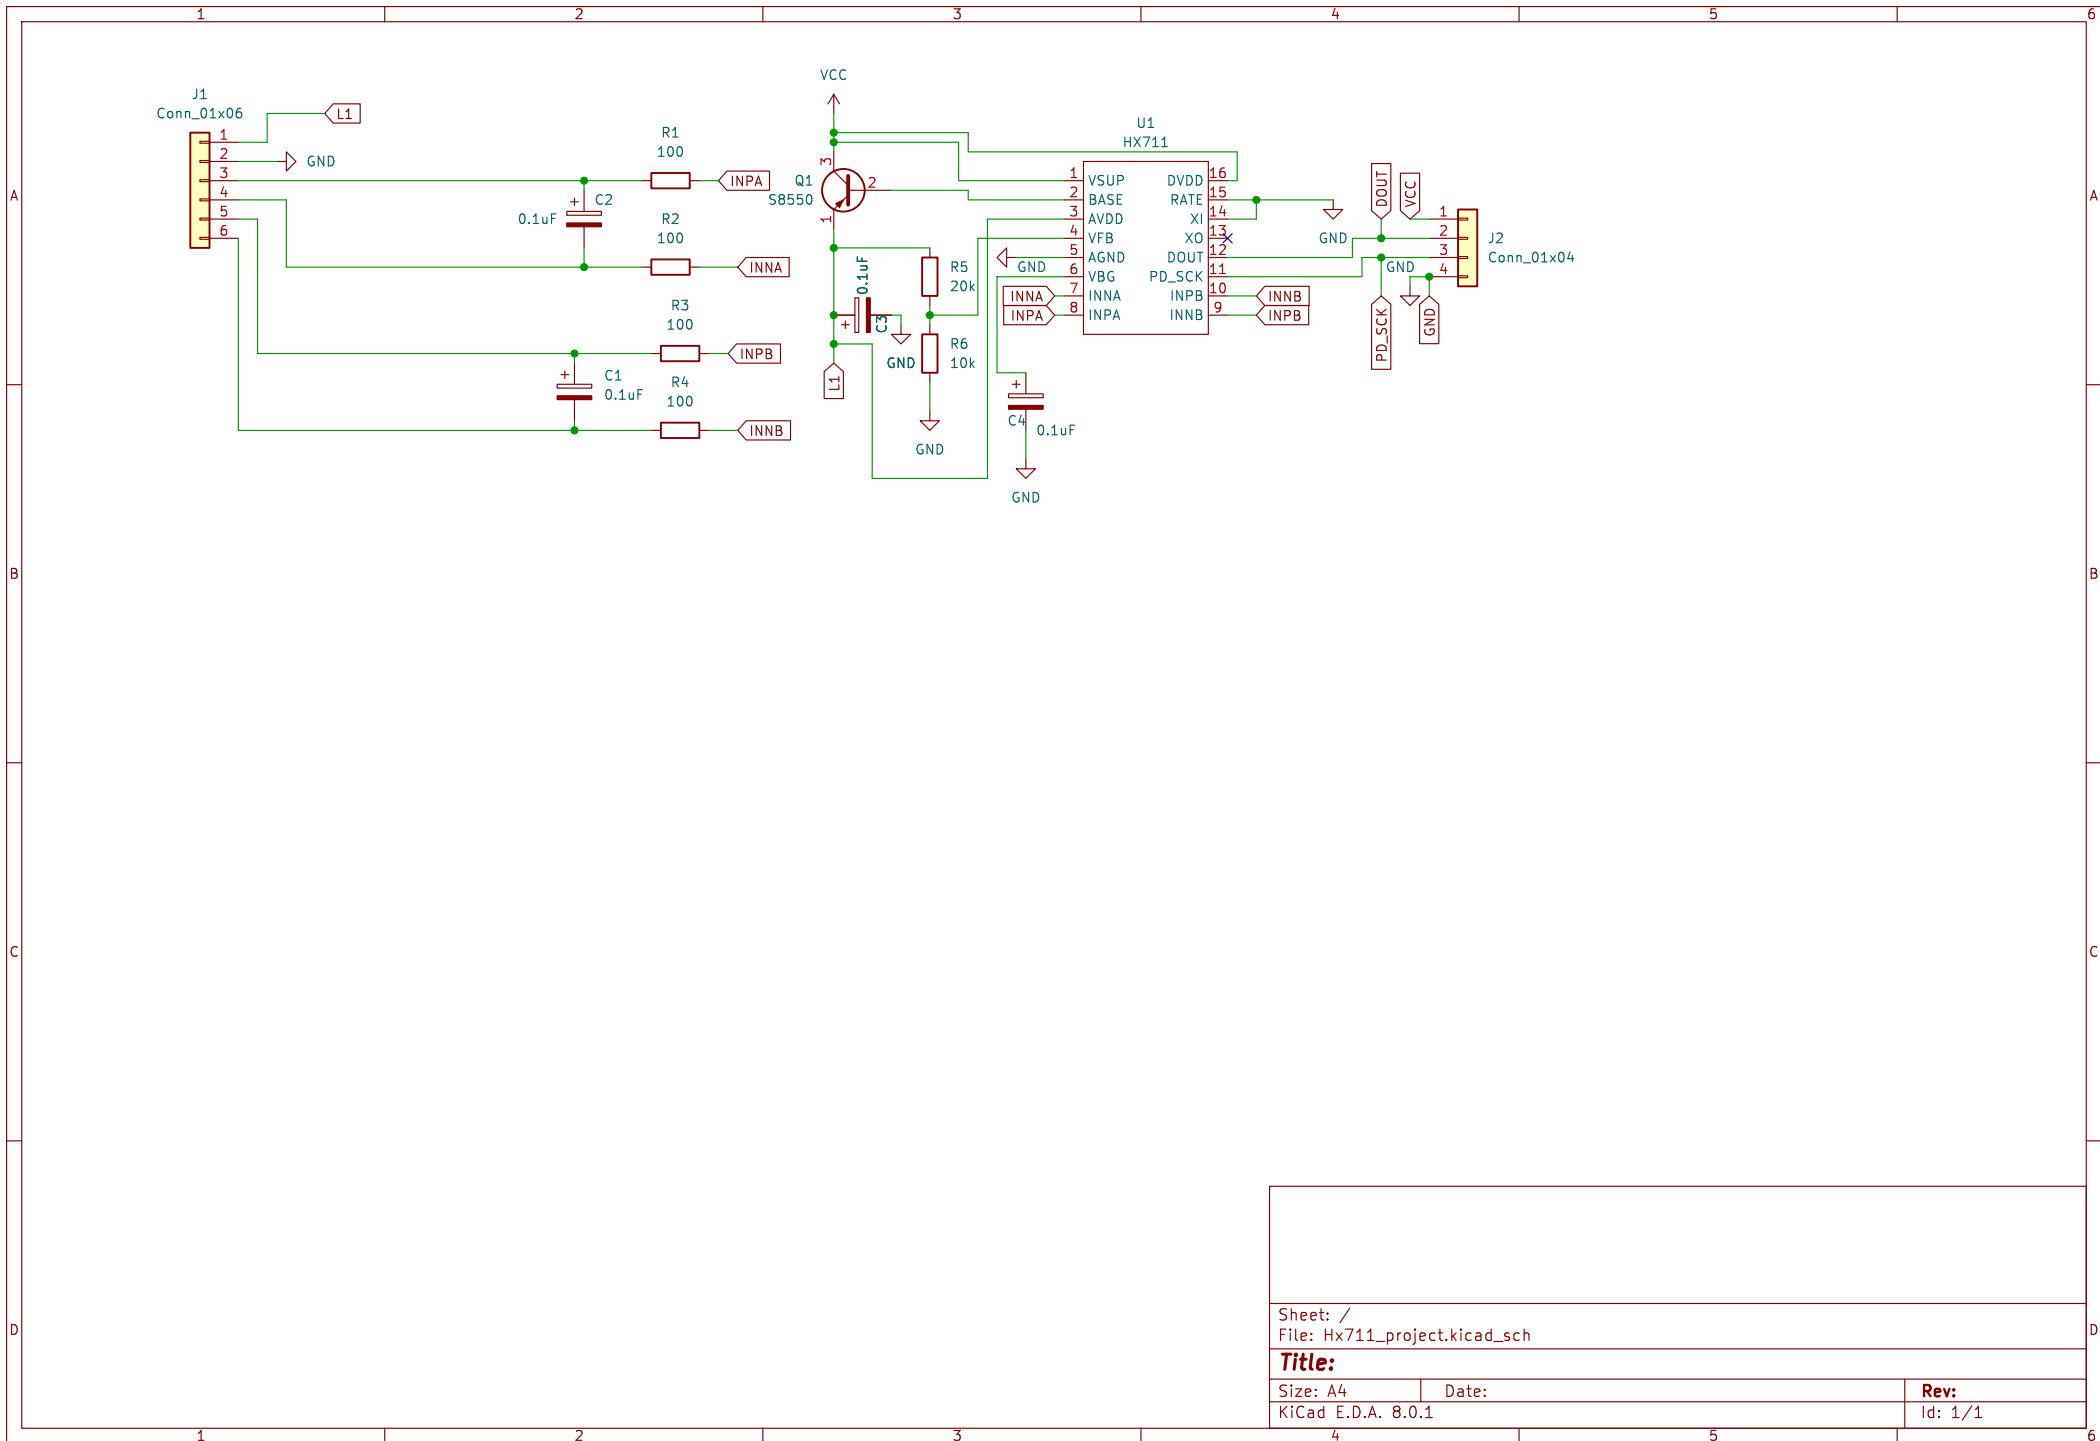 1 2 3 4 5 6
A
B
C
D
A
B
C
D
1 2 3 4 5 6
J1
Conn_01x06
1
2
3
4
5
6
L1
GND
C2
0.1uF
R1
100
INPA
R2
100
INNA
R3
100
INPB
C1
0.1uF
R4
100
INNB
VCC
Q1
S8550
3
2
1
0.1uF
C3
GND
L1
R5
20k
R6
10k
GND
U1
HX711
1 VSUP DVDD 16
2 BASE RATE 15
3 AVDD XI 14
4 VFB XO 13
5 AGND DOUT 12
6 VBG PD_SCK 11
7 INNA INPB 10
8 INPA INNB 9
GND
INNA
INPA
INNB
INPB
C4
0.1uF
GND
GND
DOUT
VCC
PD_SCK
GND
GND
1
2
3
4
J2
Conn_01x04
Sheet: /
File: Hx711_project.kicad_sch
Title:
Size: A4 Date: Rev:
KiCad E.D.A. 8.0.1 Id: 1/1
+
+
+
+